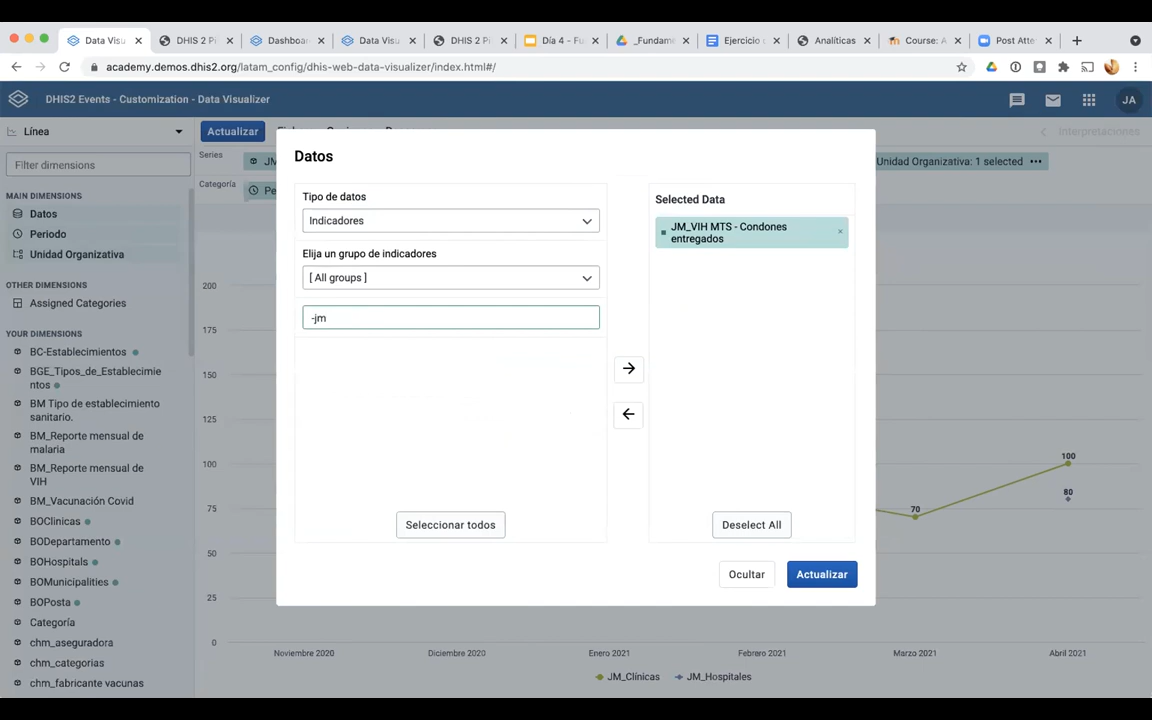 Data Visu
DHIS 2 Pi
Dashboa
Data Visu
DHIS 2 Pi
Día 4 - Fu
_Fundam
Ejercicio
Analíticas
Course: A
Post Atte
academy.demos.dhis2.org/latam_config/dhis-web-data-visualizer/index.html#/
DHIS2 Events - Customization - Data Visualizer
JA
Línea
Actualizar
Interpretaciones
Filter dimensions
Series
JM
Unidad Organizativa: 1 selected
Categoría
Pe
MAIN DIMENSIONS
Datos
Periodo
Unidad Organizativa
OTHER DIMENSIONS
Assigned Categories
YOUR DIMENSIONS
BC-Establecimientos
BGE_Tipos_de_Establecimie
ntos
BM Tipo de establecimiento
sanitario.
BM_Reporte mensual de
malaria
BM_Reporte mensual de
VIH
BM_Vacunación Covid
BOClinicas
BODepartamento
BOHospitals
BOMunicipalities
BOPosta
Categoría
chm_aseguradora
chm_categorias
chm_fabricante vacunas
Datos
Tipo de datos
Indicadores
Elija un grupo de indicadores
[ All groups ]
-jm
Seleccionar todos
Selected Data
JM_VIH MTS - Condones
entregados
×
Deselect All
Ocultar
Actualizar
200
175
150
125
100
75
50
25
0
70
100
80
Noviembre 2020
Diciembre 2020
Enero 2021
Febrero 2021
Marzo 2021
Abril 2021
JM_Clínicas
JM_Hospitales